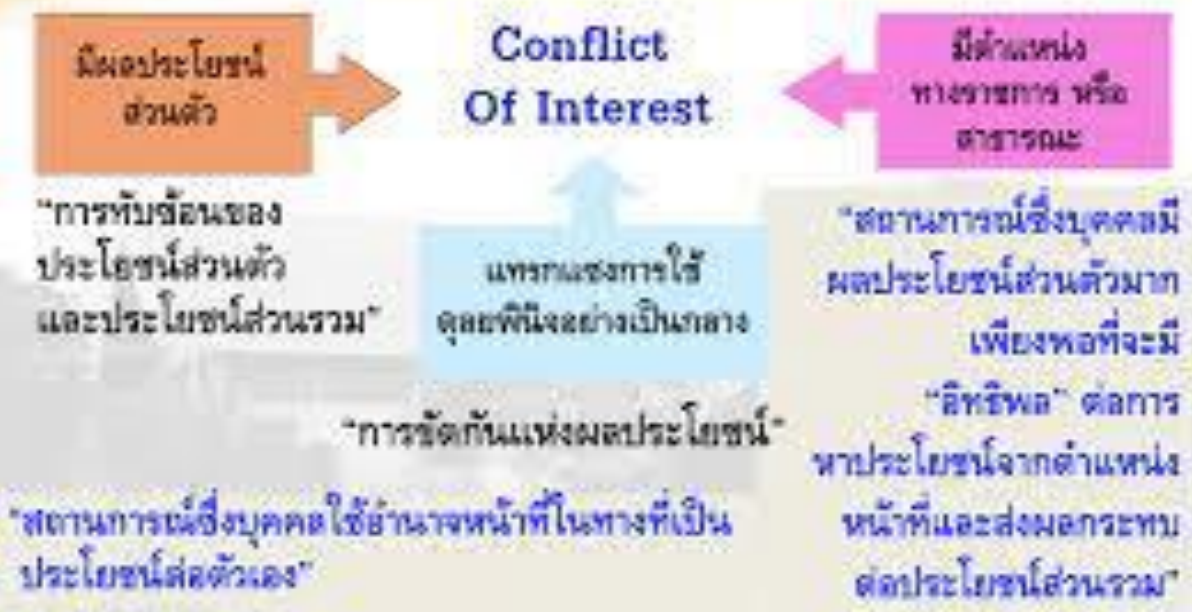 มีผลประโยชน์
ส่วนตัว
Conflict
Of Interest
มีตำแหน่ง
ทางราชการ หรือ
สาธารณะ
"การทับซ้อนของ
ประโยชน์ส่วนตัว
และประโยชน์ส่วนรวม"
แทรกแซงการใช้
ดุลยพินิจอย่างเป็นกลาง
"การขัดกันแห่งผลประโยชน์"
"สถานการณ์ซึ่งบุคคลมี
ผลประโยชน์ส่วนตัวมาก
เพียงพอที่จะมี
"อิทธิพล" ต่อการ
หาประโยชน์จากตำแหน่ง
หน้าที่และส่งผลกระทบ
ต่อประโยชน์ส่วนรวม"
"สถานการณ์ซึ่งบุคคลใช้อำนาจหน้าที่ในทางที่เป็น
ประโยชน์ต่อตัวเอง"